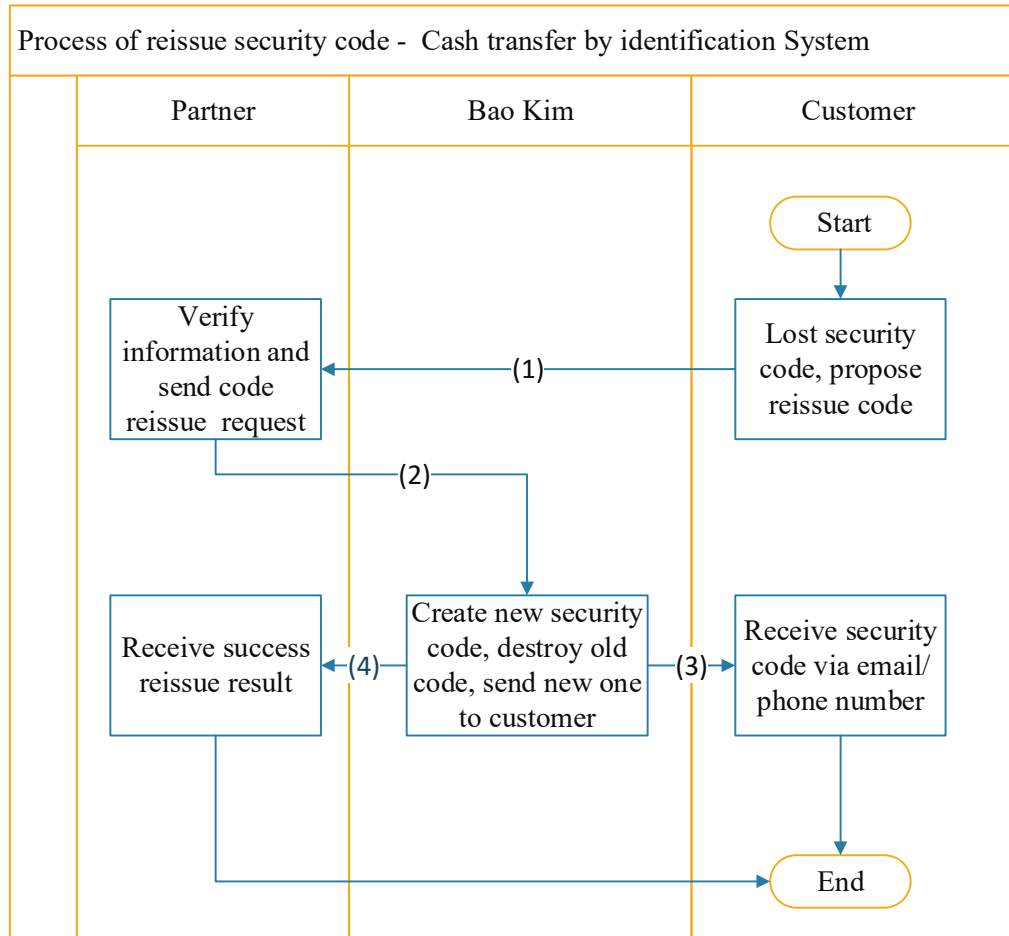 Process of reissue security code - Cash transfer by identification System
Partner
Bao Kim
Customer
Start
Verify
information and
send code
reissue request
(1)
Lost security
code, propose
reissue code
(2)
Receive success
reissue result
(4)
Create new security
code, destroy old
code, send new one
to customer
(3)
Receive security
code via email/
phone number
End